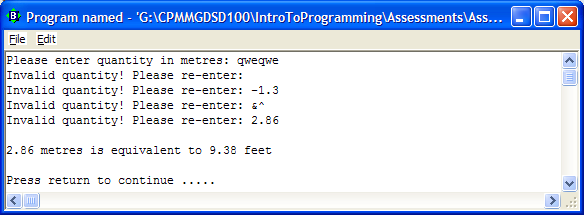 Program named - 'G:\CPMMGDSD100\IntroToProgramming\Assessments\Ass...
File Edit
Please enter quantity in metres: qweqwe
Invalid quantity! Please re-enter:
Invalid quantity! Please re-enter: -1.3
Invalid quantity! Please re-enter: &^
Invalid quantity! Please re-enter: 2.86
2.86 metres is equivalent to 9.38 feet
Press return to continue .....